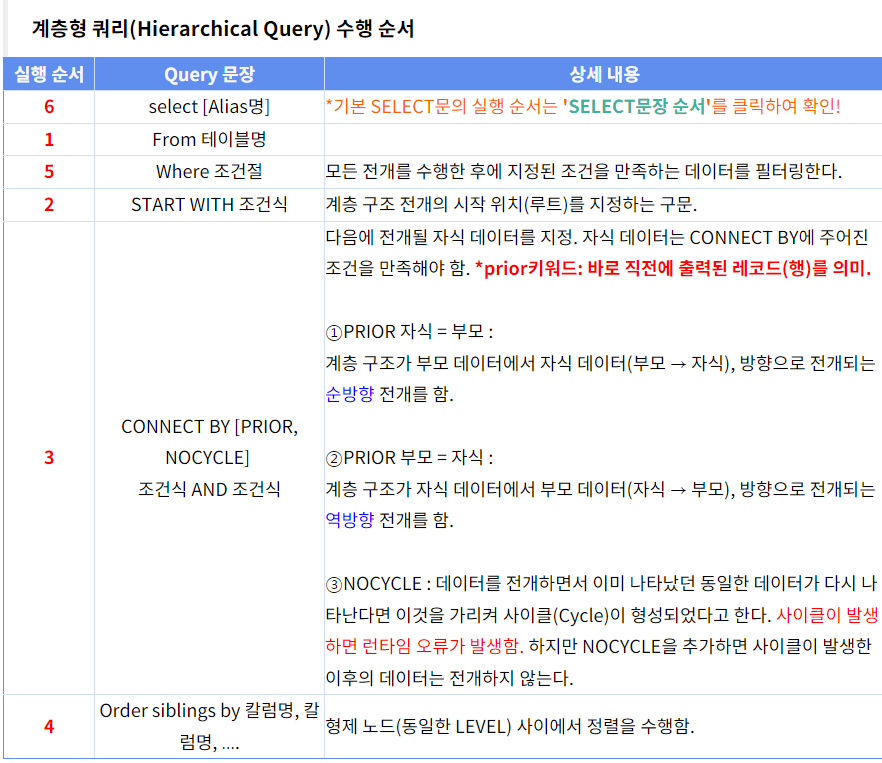 계층형 쿼리(Hierarchical Query) 수행 순서
실행 순서 Query 문장 상세 내용
6 select [Alias명] *기본 SELECT문의 실행 순서는 'SELECT문장 순서'를 클릭하여 확인!
1 From 테이블명
5 Where 조건절 모든 전개를 수행한 후에 지정된 조건을 만족하는 데이터를 필터링한다.
2 START WITH 조건식 계층 구조 전개의 시작 위치(루트)를 지정하는 구문.
3
CONNECT BY [PRIOR,
NOCYCLE]
조건식 AND 조건식
다음에 전개될 자식 데이터를 지정. 자식 데이터는 CONNECT BY에 주어진
조건을 만족해야 함. *prior키워드: 바로 직전에 출력된 레코드(행)를 의미.
①PRIOR 자식 = 부모 :
계층 구조가 부모 데이터에서 자식 데이터(부모 → 자식), 방향으로 전개되는
순방향 전개를 함.
②PRIOR 부모 = 자식 :
계층 구조가 자식 데이터에서 부모 데이터(자식 → 부모), 방향으로 전개되는
역방향 전개를 함.
③NOCYCLE : 데이터를 전개하면서 이미 나타났던 동일한 데이터가 다시 나
타난다면 이것을 가리켜 사이클(Cycle)이 형성되었다고 한다. 사이클이 발생
하면 런타임 오류가 발생함. 하지만 NOCYCLE을 추가하면 사이클이 발생한
이후의 데이터는 전개하지 않는다.
4
Order siblings by 칼럼명, 칼
럼명, ....
형제 노드(동일한 LEVEL) 사이에서 정렬을 수행함.